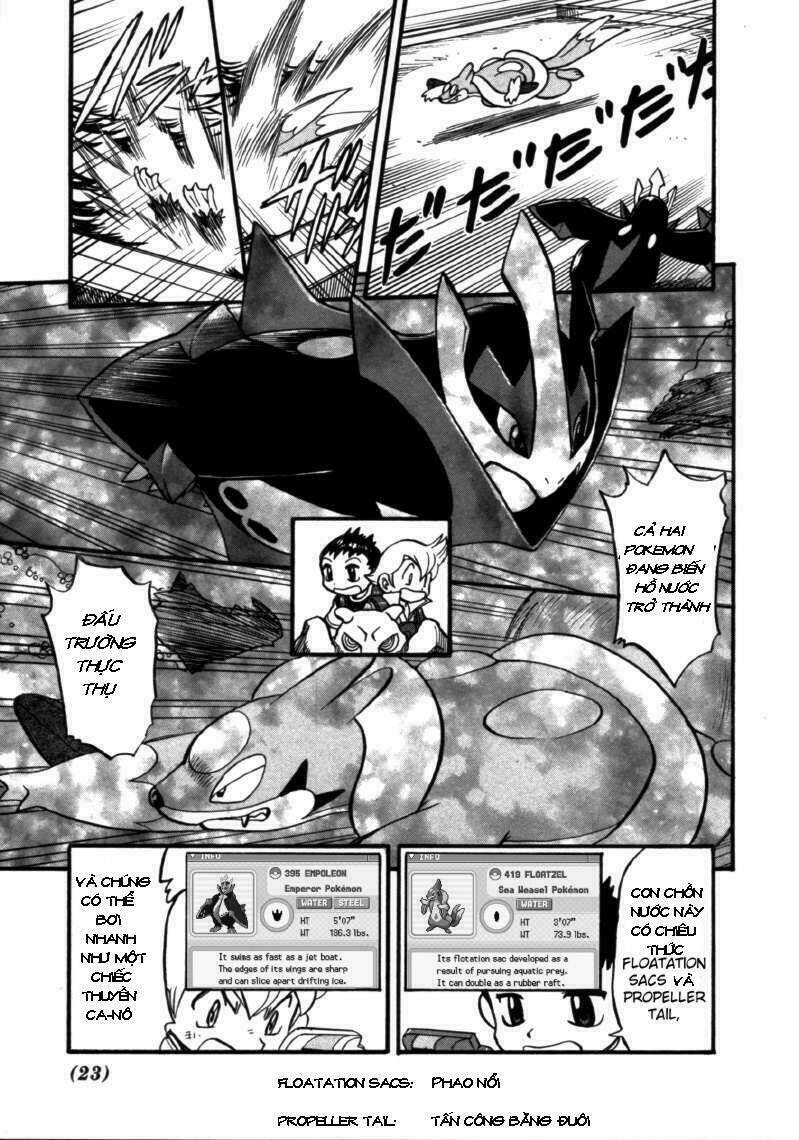 ダダダダダ
CẢ HAI
POKEMON
ĐANG BIẾN
HỒ NƯỚC
TRỞ THÀNH
ĐẤU
TRƯỜNG
THỰC
THỤ
CON CHỒN
NƯỚC NÀY
CÓ CHIÊU
THỨC
FLOATATION
SACS VÀ
PROPELLER
TAIL,
INFO
419 FLOATZEL
Sea Weasel Pokémon
WATER
HT 3'07"
WT 73.9 lbs.
Its flotation sac developed as a
result of pursuing aquatic prey.
It can double as a rubber raft.
VÀ CHÚNG
CÓ THỂ
BƠI
NHANH
NHƯ MỘT
CHIẾC
THUYỀN
CA-NÔ
INFO
395 EMPOLEON
Emperor Pokémon
WATER STEEL
HT 5'07"
WT 186.3 lbs.
It swims as fast as a jet boat.
The edges of its wings are sharp
and can slice apart drifting ice.
(23)
FLOATATION SACS: PHAO NỔI
PROPELLER TAIL: TẤN CÔNG BẰNG ĐUÔI